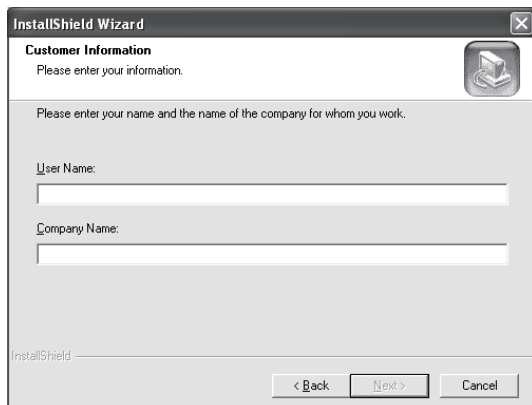 InstallShield Wizard
Customer Information
Please enter your information.
Please enter your name and the name of the company for whom you work.
User Name:
Company Name:
InstallShield
< Back Next > Cancel